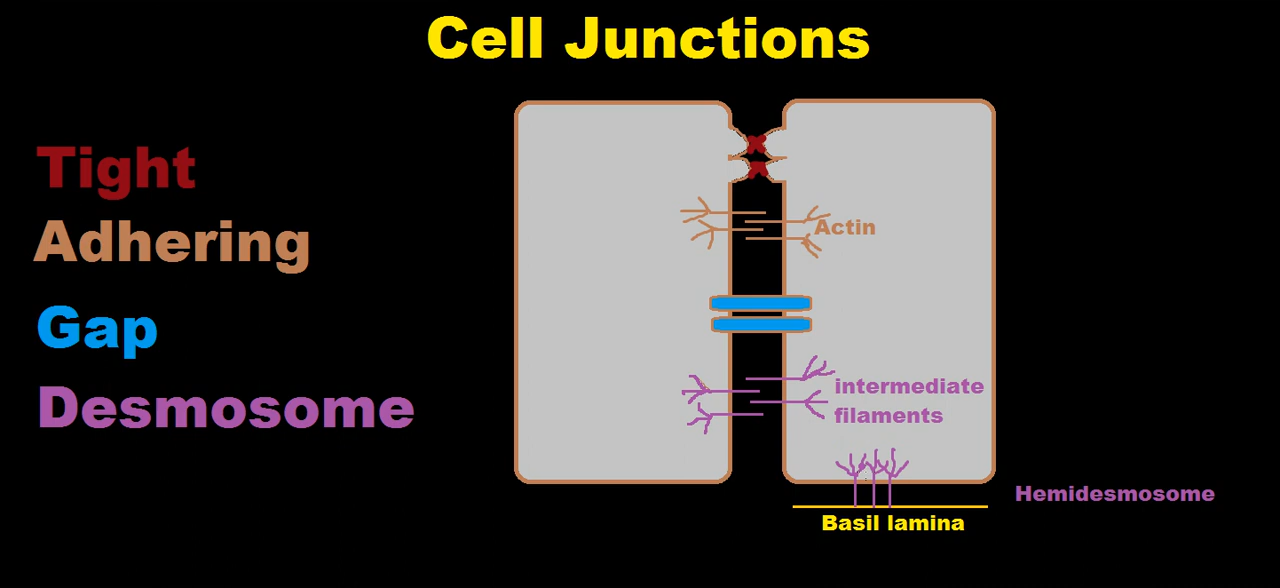 Cell Junctions
Tight
Adhering
Gap
Desmosome
Actin
intermediate
filaments
Hemidesmosome
Basil lamina